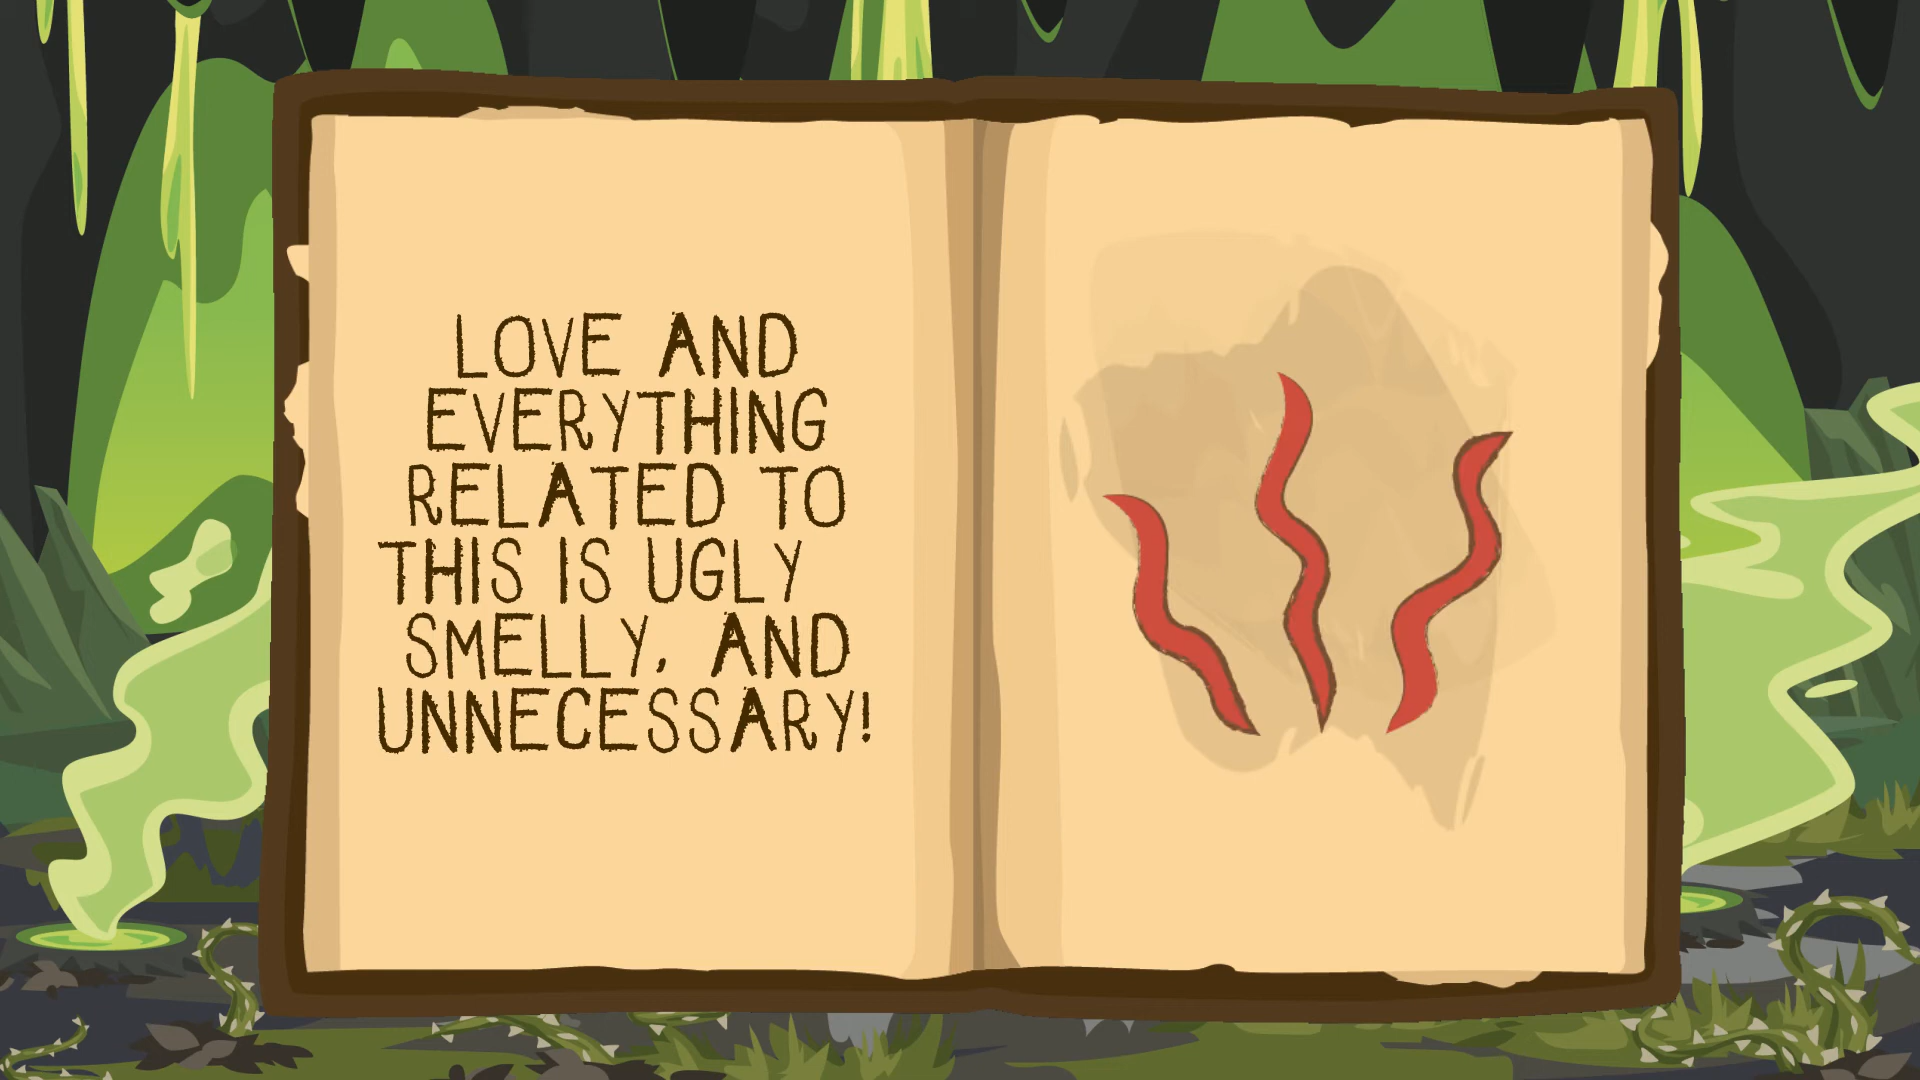 LOVE AND
EVERYTHING
RELATED TO
THIS IS UGLY
SMELLY, AND
UNNECESSARY!